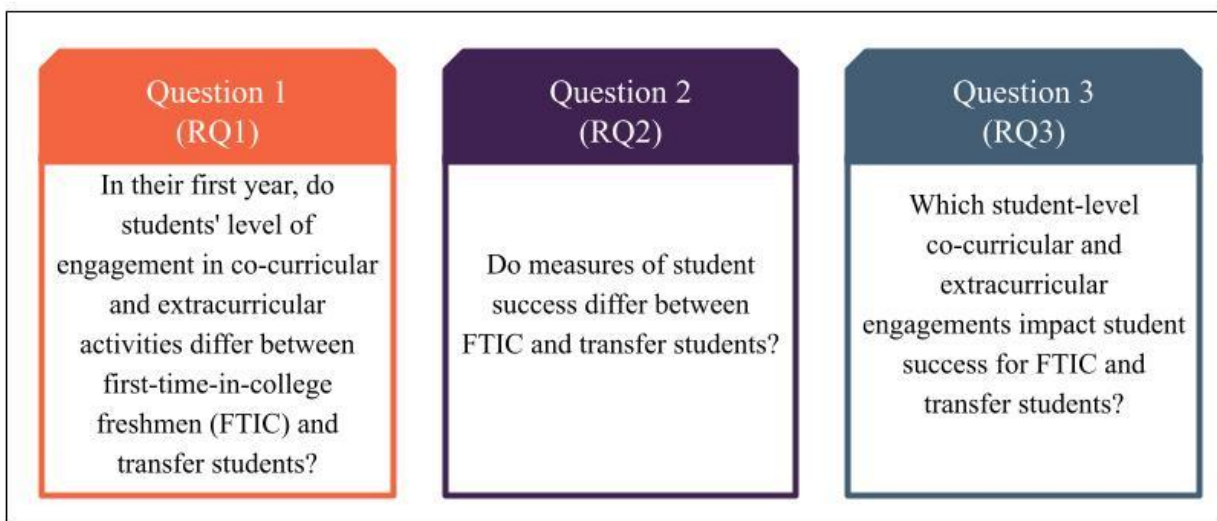 Question 1
(RQ1)
In their first year, do
students' level of
engagement in co-curricular
and extracurricular
activities differ between
first-time-in-college
freshmen (FTIC) and
transfer students?
Question 2
(RQ2)
Do measures of student
success differ between
FTIC and transfer students?
Question 3
(RQ3)
Which student-level
co-curricular and
extracurricular
engagements impact student
success for FTIC and
transfer students?